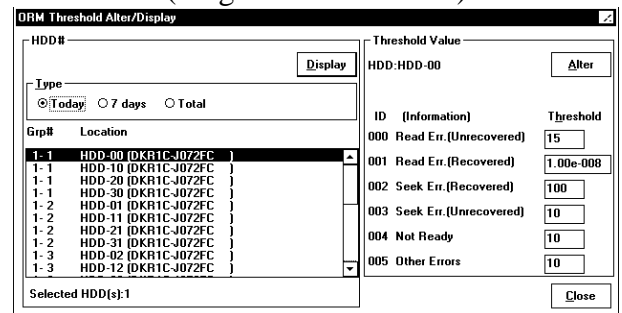 ORM Threshold Alter/Display
HDD#
Display
Type
Today 7 days Total
Grp# Location
1- 1 HDD-00 (DKR1C-J072FC )
1- 1 HDD-10 (DKR1C-J072FC )
1- 1 HDD-20 (DKR1C-J072FC )
1- 1 HDD-30 (DKR1C-J072FC )
1- 2 HDD-01 (DKR1C-J072FC )
1- 2 HDD-11 (DKR1C-J072FC )
1- 2 HDD-21 (DKR1C-J072FC )
1- 2 HDD-31 (DKR1C-J072FC )
1- 3 HDD-02 (DKR1C-J072FC )
1- 3 HDD-12 (DKR1C-J072FC )
Selected HDD(s):1
Threshold Value
HDD:HDD-00 Alter
ID (Information) Threshold
000 Read Err.(Unrecovered) 15
001 Read Err.(Recovered) 1.00e-008
002 Seek Err.(Recovered) 100
003 Seek Err.(Unrecovered) 10
004 Not Ready 10
005 Other Errors 10
Close